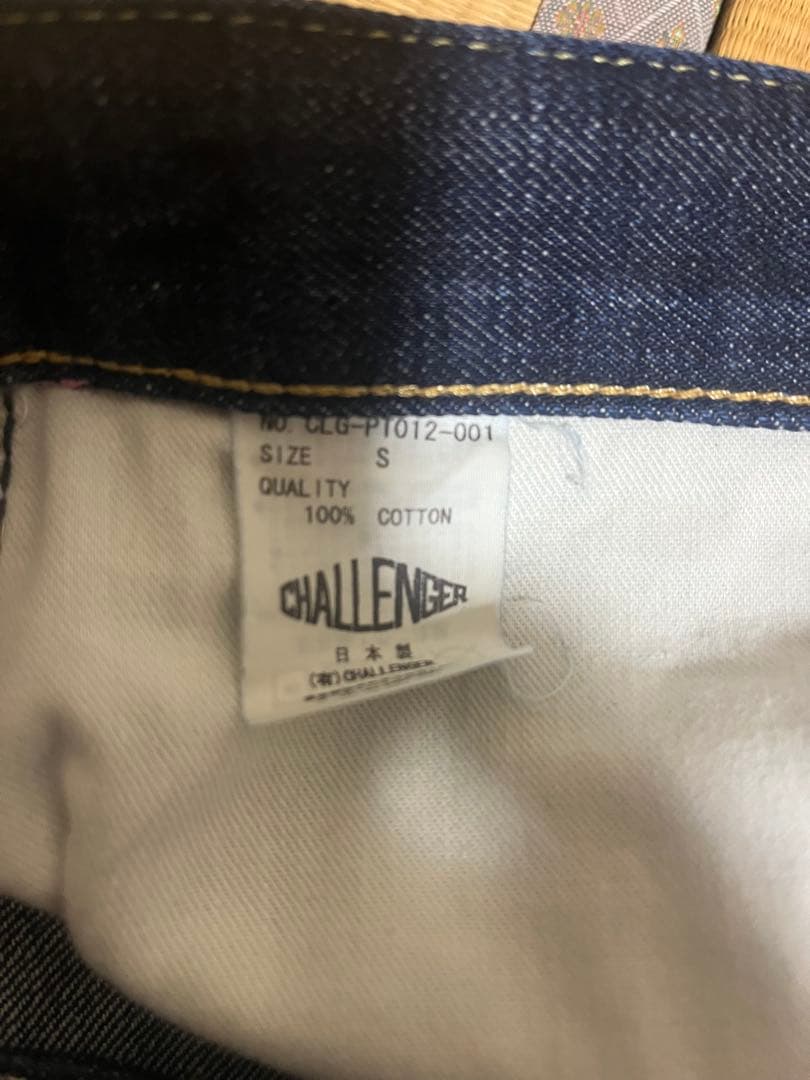 NO. CLG-PT012-001
SIZE S
QUALITY
100% COTTON
CHALLENGER
日本製
(有)CHALLENGER